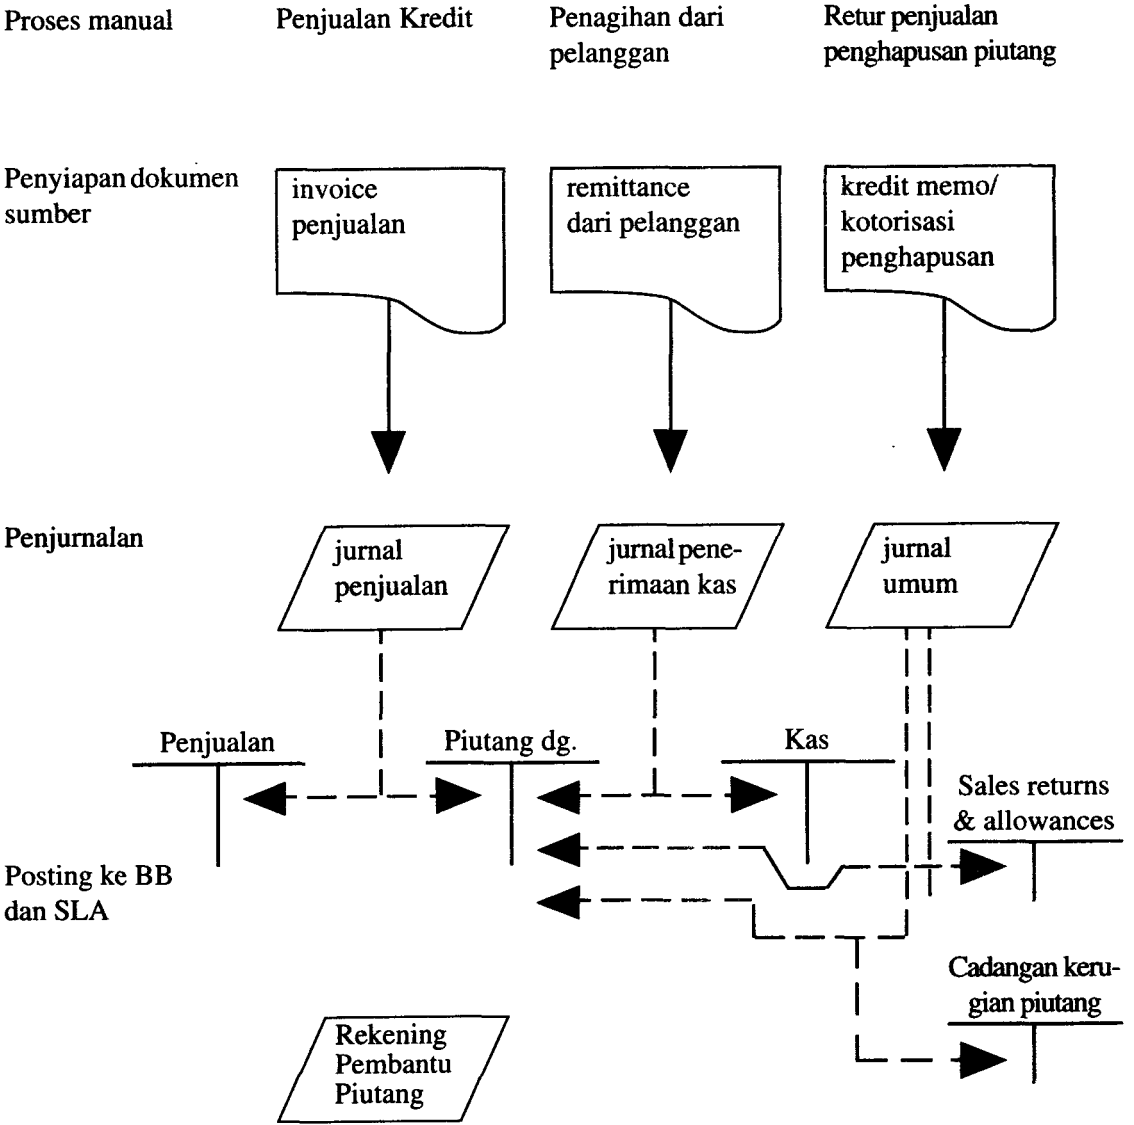 Proses manual
Penjualan Kredit
Penagihan dari
pelanggan
Retur penjualan
penghapusan piutang
Penyiapan dokumen
sumber
invoice
penjualan
remittance
dari pelanggan
kredit memo/
kotorisasi
penghapusan
Penjurnalan
jurnal
penjualan
jurnal pene-
rimaan kas
jurnal
umum
Penjualan
Piutang dg.
Kas
Sales returns
& allowances
Posting ke BB
dan SLA
Cadangan keru-
gian piutang
Rekening
Pembantu
Piutang